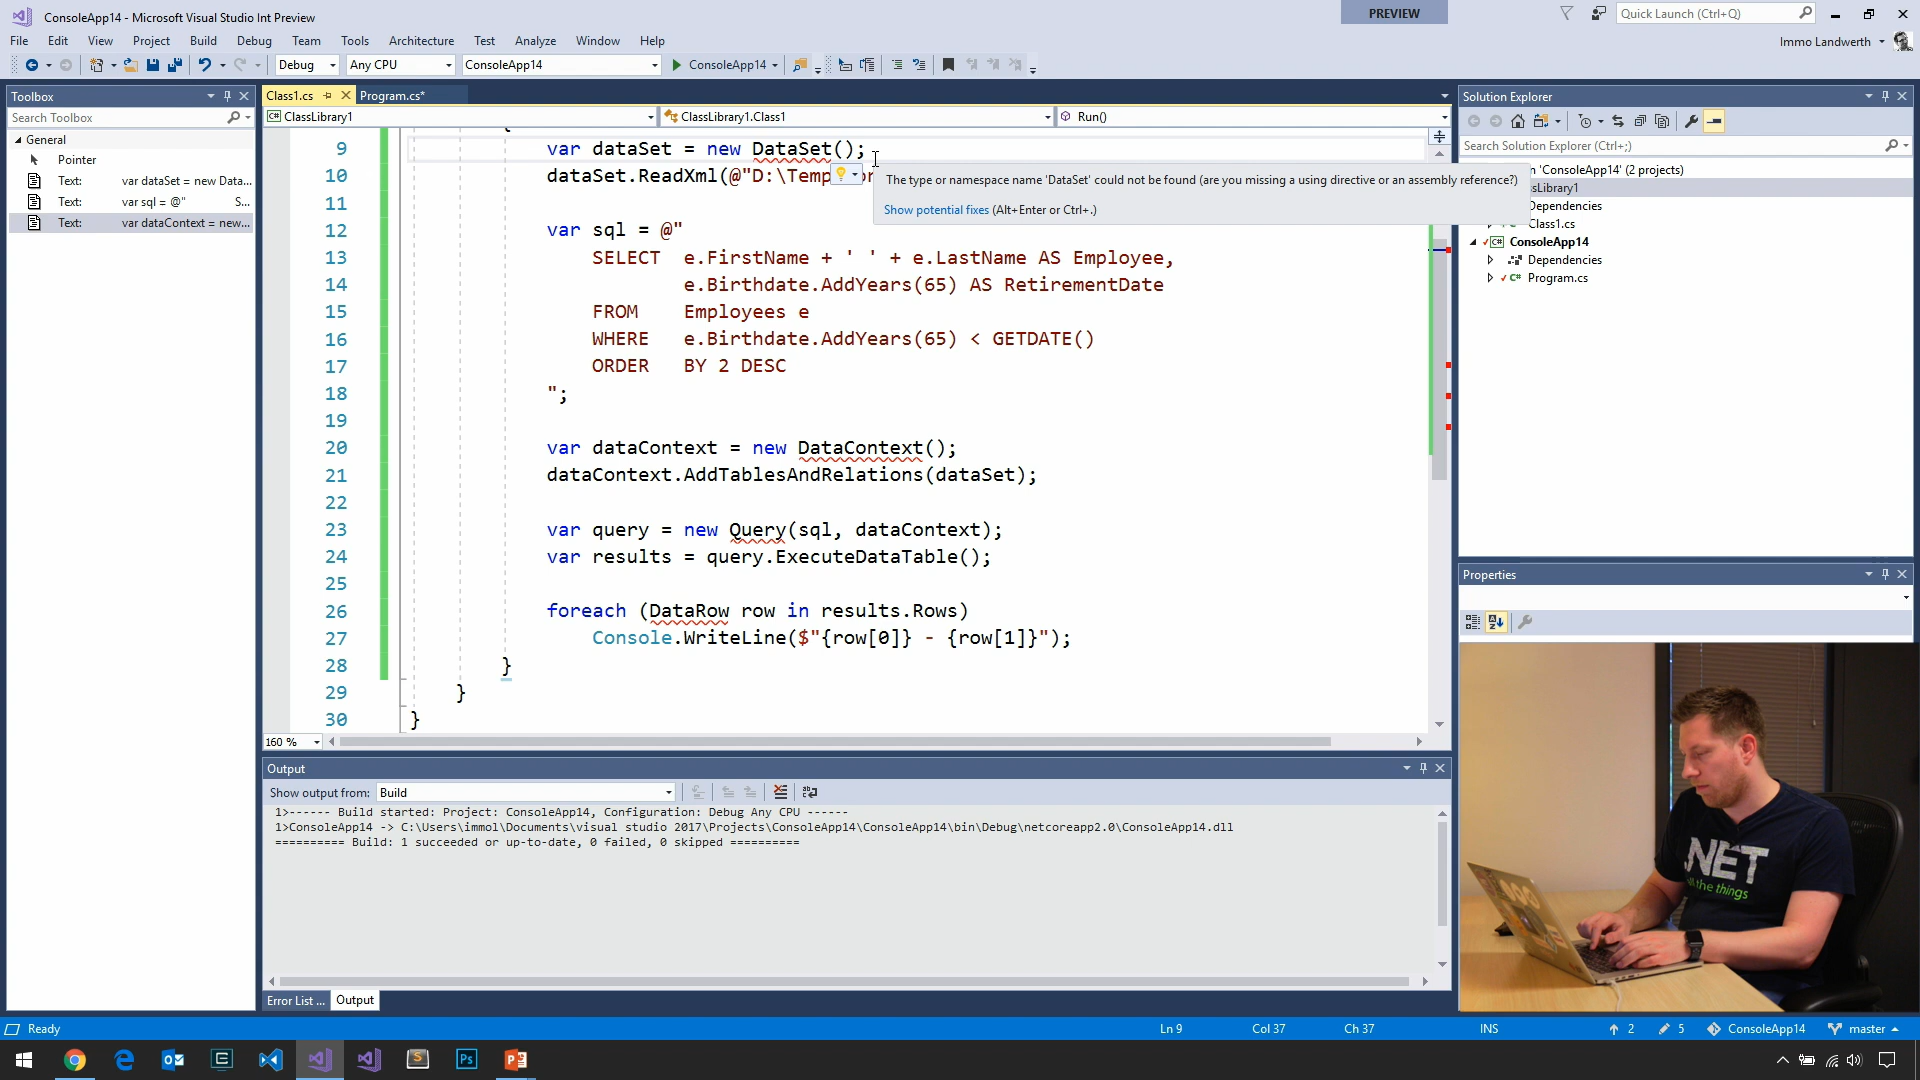 ConsoleApp14 - Microsoft Visual Studio Int Preview
PREVIEW
Quick Launch (Ctrl+Q)
File Edit View Project Build Debug Team Tools Architecture Test Analyze Window Help
Immo Landwerth
Debug Any CPU ConsoleApp14 ConsoleApp14
Toolbox
Search Toolbox
General
Pointer
Text: var dataSet = new Data...
Text: var sql = @" S...
Text: var dataContext = new...
Class1.cs Program.cs*
ClassLibrary1 ClassLibrary1.Class1 Run()
9 var dataSet = new DataSet();
10 dataSet.ReadXml(@"D:\Temp
The type or namespace name 'DataSet' could not be found (are you missing a using directive or an assembly reference?)
Show potential fixes (Alt+Enter or Ctrl+.)
11
12 var sql = @"
13 SELECT e.FirstName + ' ' + e.LastName AS Employee,
14 e.Birthdate.AddYears(65) AS RetirementDate
15 FROM Employees e
16 WHERE e.Birthdate.AddYears(65) < GETDATE()
17 ORDER BY 2 DESC
18 ";
19
20 var dataContext = new DataContext();
21 dataContext.AddTablesAndRelations(dataSet);
22
23 var query = new Query(sql, dataContext);
24 var results = query.ExecuteDataTable();
25
26 foreach (DataRow row in results.Rows)
27 Console.WriteLine($"{row[0]} - {row[1]}");
28 }
29 }
30 }
160 %
Solution Explorer
Search Solution Explorer (Ctrl+;)
'ConsoleApp14' (2 projects)
ssLibrary1
Dependencies
Class1.cs
ConsoleApp14
Dependencies
Program.cs
Properties
Output
Show output from: Build
1>------ Build started: Project: ConsoleApp14, Configuration: Debug Any CPU ------
1>ConsoleApp14 -> C:\Users\immol\Documents\visual studio 2017\Projects\ConsoleApp14\ConsoleApp14\bin\Debug\netcoreapp2.0\ConsoleApp14.dll
========== Build: 1 succeeded or up-to-date, 0 failed, 0 skipped ==========
Error List ... Output
.NET
all the things
Ready Ln 9 Col 37 Ch 37 INS 2 5 ConsoleApp14 master